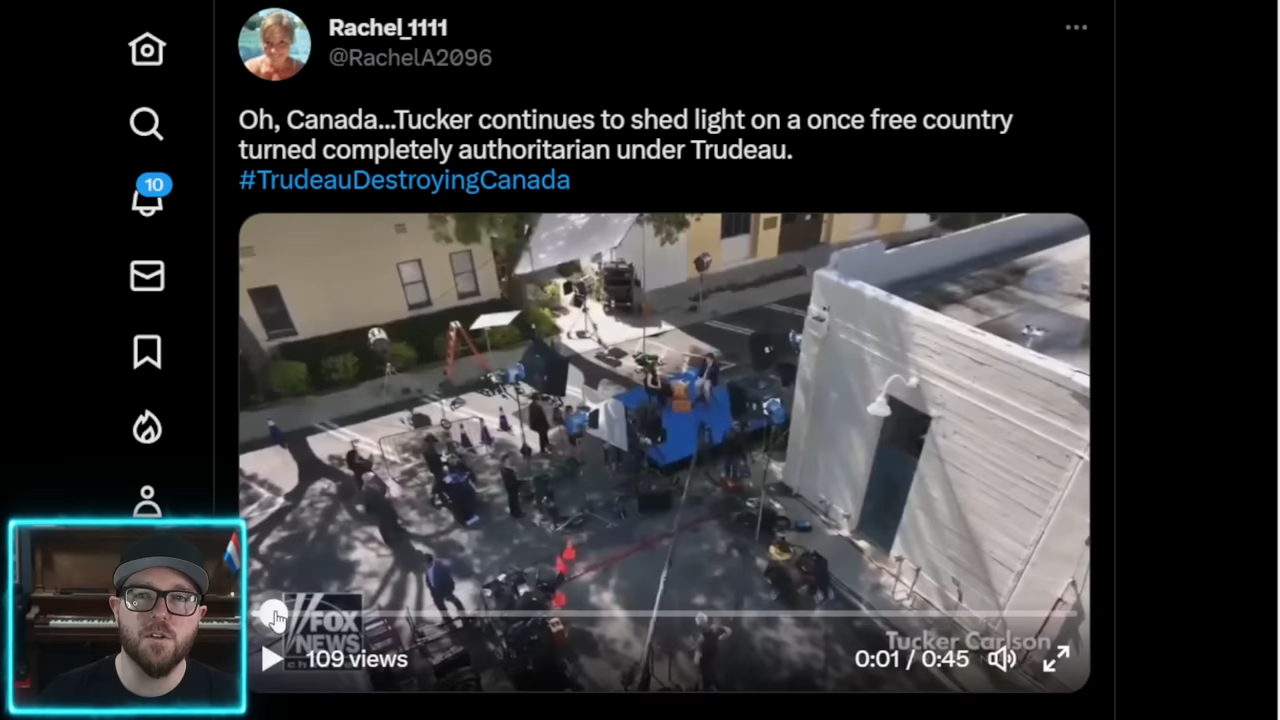 Rachel_1111
@RachelA2096
Oh, Canada...Tucker continues to shed light on a once free country
turned completely authoritarian under Trudeau.
#TrudeauDestroyingCanada
10
FOX
NEWS
Tucker Carlson
109 views
0:01 / 0:45